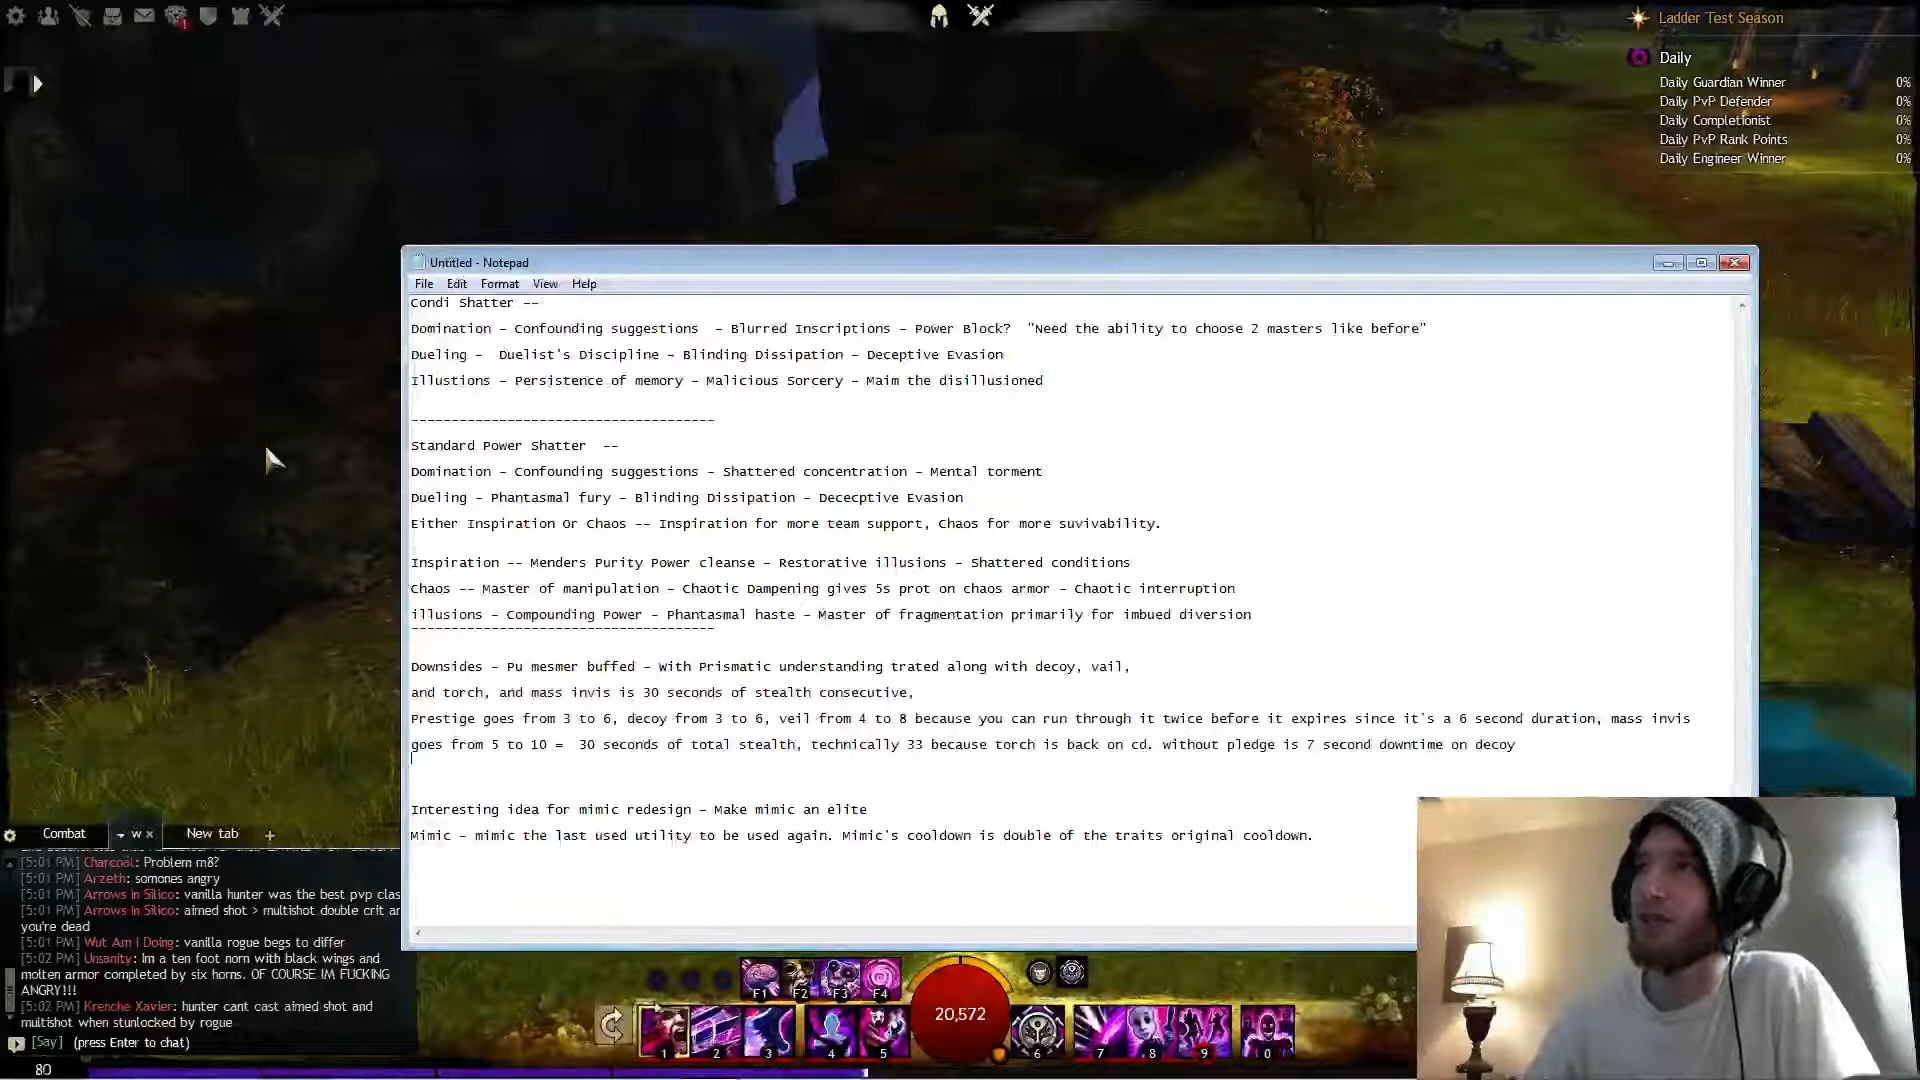 Ladder Test Season
Daily
Daily Guardian Winner 0%
Daily PvP Defender 0%
Daily Completionist 0%
Daily PvP Rank Points 0%
Daily Engineer Winner 0%
Untitled - Notepad
File Edit Format View Help
Condi Shatter --
Domination - Confounding suggestions - Blurred Inscriptions - Power Block? "Need the ability to choose 2 masters like before"
Dueling - Duelist's Discipline - Blinding Dissipation - Deceptive Evasion
Illustions - Persistence of memory - Malicious Sorcery - Maim the disillusioned
--------------------------------------
Standard Power Shatter --
Domination - Confounding suggestions - Shattered concentration - Mental torment
Dueling - Phantasmal fury - Blinding Dissipation - Dececptive Evasion
Either Inspiration Or Chaos -- Inspiration for more team support, Chaos for more suvivability.
Inspiration -- Menders Purity Power cleanse - Restorative illusions - Shattered conditions
Chaos -- Master of manipulation - Chaotic Dampening gives 5s prot on chaos armor - Chaotic interruption
illusions - Compounding Power - Phantasmal haste - Master of fragmentation primarily for imbued diversion
--------------------------------------
Downsides - Pu mesmer buffed - With Prismatic understanding trated along with decoy, vail,
and torch, and mass invis is 30 seconds of stealth consecutive,
Prestige goes from 3 to 6, decoy from 3 to 6, veil from 4 to 8 because you can run through it twice before it expires since it's a 6 second duration, mass invis
goes from 5 to 10 = 30 seconds of total stealth, technically 33 because torch is back on cd. without pledge is 7 second downtime on decoy
Interesting idea for mimic redesign - Make mimic an elite
Mimic - mimic the last used utility to be used again. Mimic's cooldown is double of the traits original cooldown.
Combat w New tab
[5:01 PM] Charcoal: Problem m8?
[5:01 PM] Arzeth: somones angry
[5:01 PM] Arrows In Silico: vanilla hunter was the best pvp clas
[5:01 PM] Arrows In Silico: aimed shot > multishot double crit ar
you're dead
[5:02 PM] Wut Am I Doing: vanilla rogue begs to differ
[5:02 PM] Unsanity: Im a ten foot norn with black wings and
molten armor completed by six horns. OF COURSE IM FUCKING
ANGRY!!!
[5:02 PM] Krenche Xavier: hunter cant cast aimed shot and
multishot when stunlocked by rogue
[Say] (press Enter to chat)
80
F1 F2 F3 F4
20,572
1 2 3 4 5 6 7 8 9 0